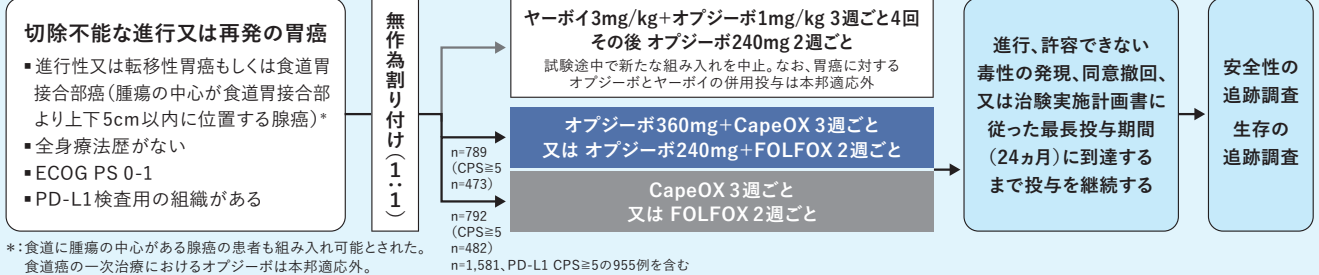 切除不能な進行又は再発の胃癌
▪進行性又は転移性胃癌もしくは食道胃
接合部癌(腫瘍の中心が食道胃接合部
より上下5cm以内に位置する腺癌)*
▪全身療法歴がない
▪ECOG PS 0-1
▪PD-L1検査用の組織がある
*:食道に腫瘍の中心がある腺癌の患者も組み入れ可能とされた。
食道癌の一次治療におけるオプジーボは本邦適応外。
無作為割り付け(1:1)
ヤーボイ3mg/kg+オプジーボ1mg/kg 3週ごと4回
その後 オプジーボ240mg 2週ごと
試験途中で新たな組み入れを中止。なお、胃癌に対する
オプジーボとヤーボイの併用投与は本邦適応外
n=789
(CPS≧5
n=473)
オプジーボ360mg+CapeOX 3週ごと
又は オプジーボ240mg+FOLFOX 2週ごと
n=792
(CPS≧5
n=482)
CapeOX 3週ごと
又は FOLFOX 2週ごと
n=1,581、PD-L1 CPS≧5の955例を含む
進行、許容できない
毒性の発現、同意撤回、
又は治験実施計画書に
従った最長投与期間
(24ヵ月)に到達する
まで投与を継続する
安全性の
追跡調査
生存の
追跡調査